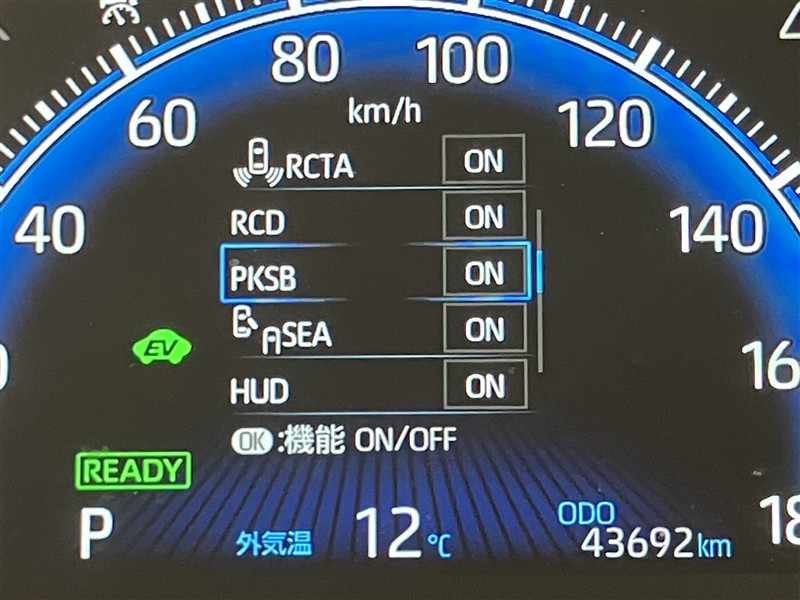 80 100
60 km/h 120
RCTA ON
40 RCD ON 140
PKSB ON
SEA ON
EV
HUD ON
OK:機能 ON/OFF
READY
P 外気温 12℃ ODO
43692km